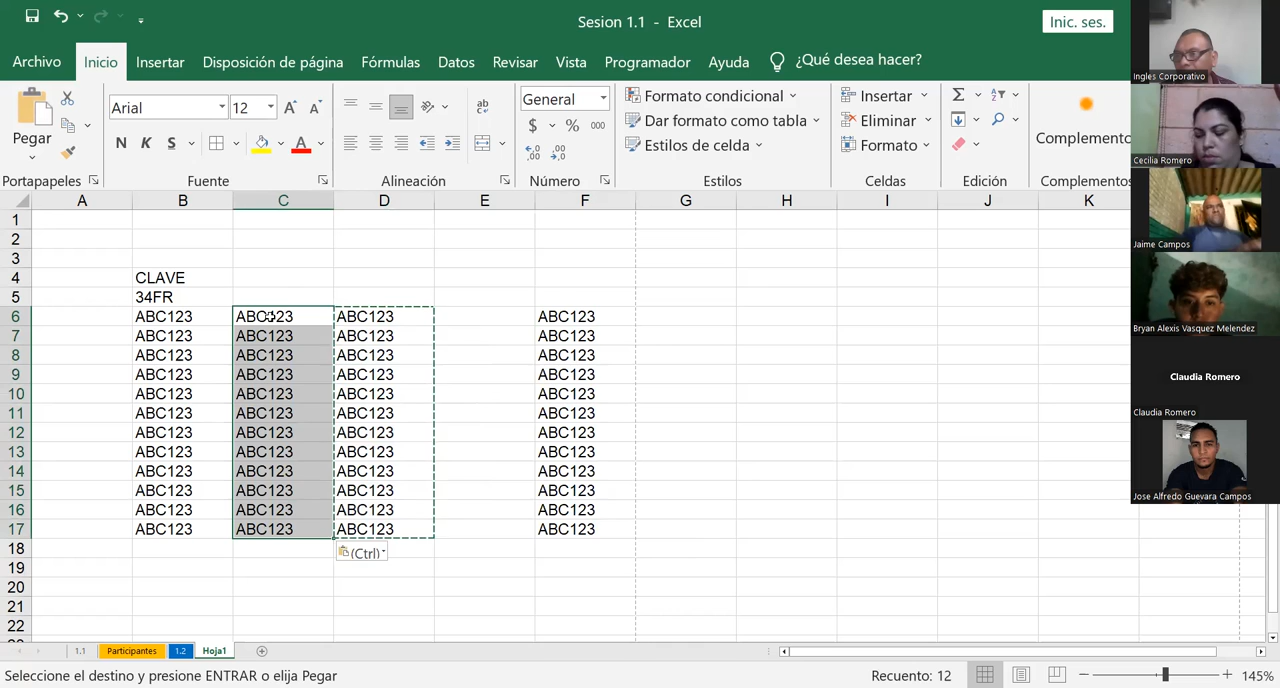 Sesion 1.1 - Excel
Inic. ses.
Archivo Inicio Insertar Disposición de página Fórmulas Datos Revisar Vista Programador Ayuda ¿Qué desea hacer?
Pegar
Arial 12
N K S
General
$ % 000
Formato condicional
Dar formato como tabla
Estilos de celda
Insertar
Eliminar
Formato
Complemento
Portapapeles Fuente Alineación Número Estilos Celdas Edición Complementos
A B C D E F G H I J K
1
2
3
4 CLAVE
5 34FR
6 ABC123 ABC123 ABC123 ABC123
7 ABC123 ABC123 ABC123 ABC123
8 ABC123 ABC123 ABC123 ABC123
9 ABC123 ABC123 ABC123 ABC123
10 ABC123 ABC123 ABC123 ABC123
11 ABC123 ABC123 ABC123 ABC123
12 ABC123 ABC123 ABC123 ABC123
13 ABC123 ABC123 ABC123 ABC123
14 ABC123 ABC123 ABC123 ABC123
15 ABC123 ABC123 ABC123 ABC123
16 ABC123 ABC123 ABC123 ABC123
17 ABC123 ABC123 ABC123 ABC123
18
(Ctrl)
19
20
21
22
1.1 Participantes 1.2 Hoja1
Seleccione el destino y presione ENTRAR o elija Pegar
Recuento: 12
145%
Ingles Corporativo
Cecilia Romero
Jaime Campos
Bryan Alexis Vasquez Melendez
Claudia Romero
Claudia Romero
Jose Alfredo Guevara Campos